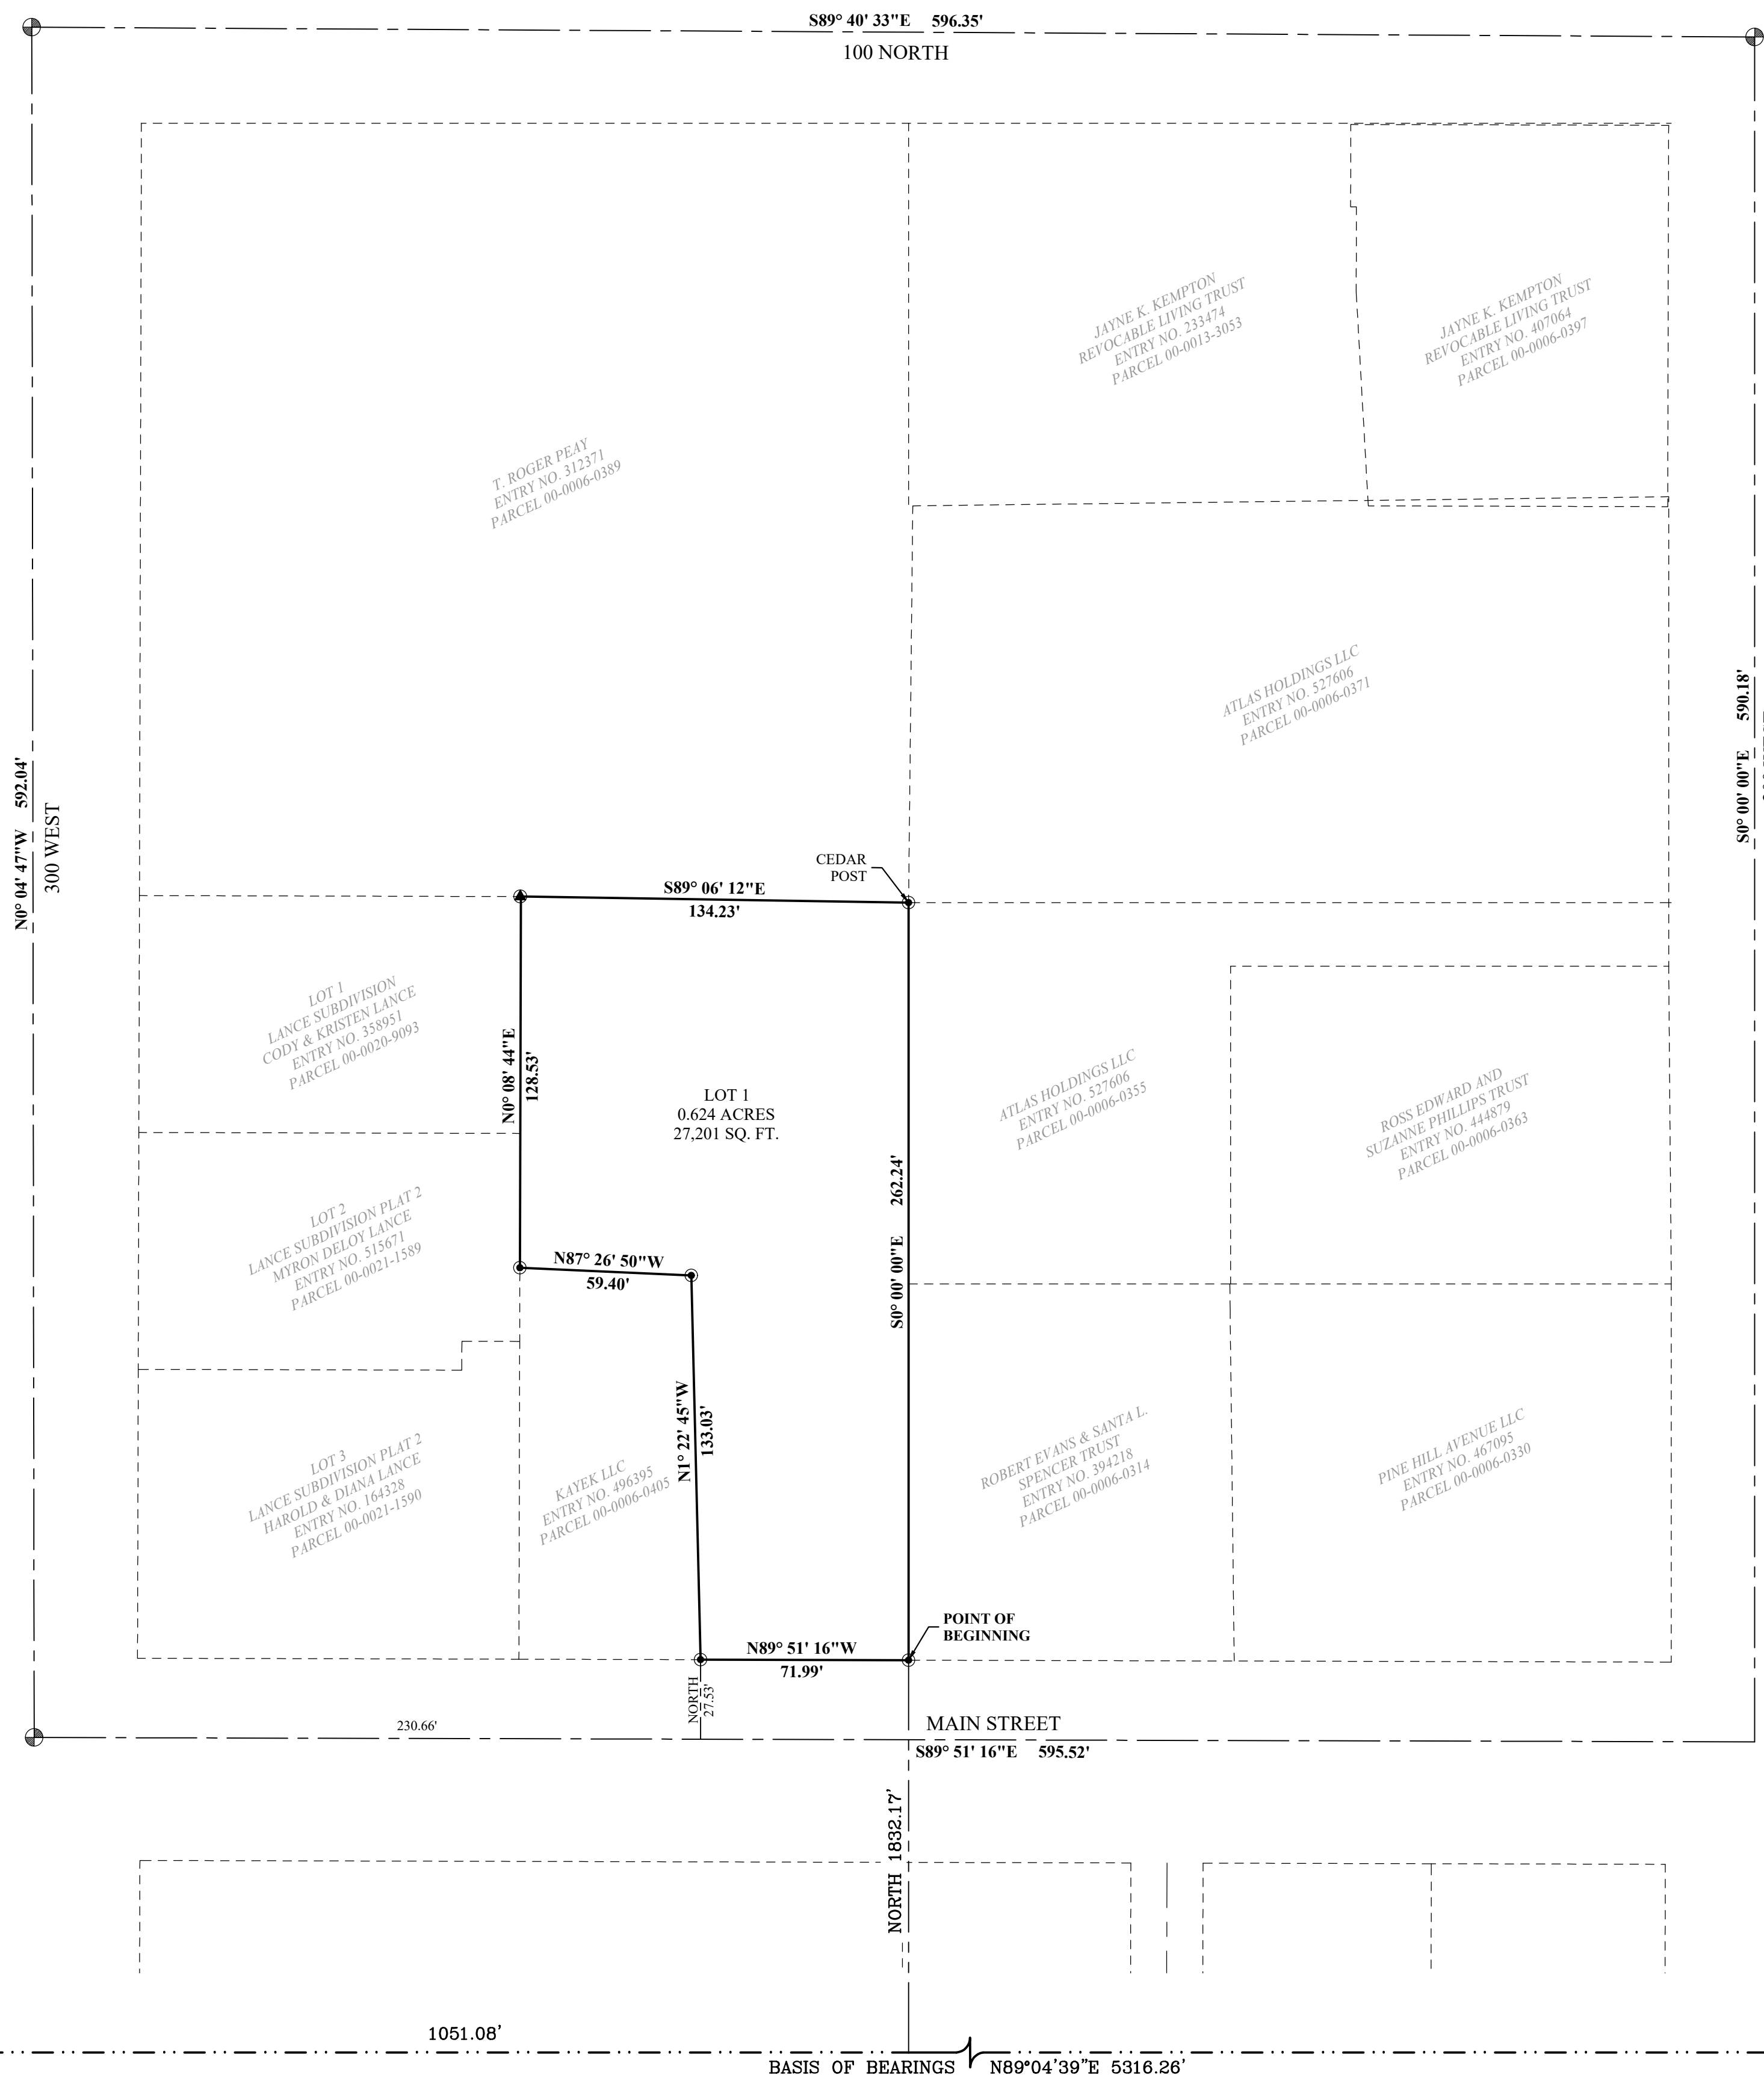 S89° 40' 33"E 596.35'
100 NORTH
JAYNE K. KEMPTON
REVOCABLE LIVING TRUST
ENTRY NO. 233474
PARCEL 00-0013-3053
JAYNE K. KEMPTON
REVOCABLE LIVING TRUST
ENTRY NO. 407064
PARCEL 00-0006-0397
T. ROGER PEAY
ENTRY NO. 312371
PARCEL 00-0006-0389
ATLAS HOLDINGS LLC
ENTRY NO. 527606
PARCEL 00-0006-0371
N0° 04' 47"W 592.04'
300 WEST
S0° 00' 00"E 590.18'
CEDAR
POST
S89° 06' 12"E
134.23'
LOT 1
LANCE SUBDIVISION
CODY & KRISTEN LANCE
ENTRY NO. 358951
PARCEL 00-0020-9093
N0° 08' 44"E
128.53'
LOT 1
0.624 ACRES
27,201 SQ. FT.
S0° 00' 00"E 262.24'
ATLAS HOLDINGS LLC
ENTRY NO. 527606
PARCEL 00-0006-0355
ROSS EDWARD AND
SUZANNE PHILLIPS TRUST
ENTRY NO. 444879
PARCEL 00-0006-0363
LOT 2
LANCE SUBDIVISION PLAT 2
MYRON DELOY LANCE
ENTRY NO. 515671
PARCEL 00-0021-1589
N87° 26' 50"W
59.40'
N1° 22' 45"W
133.03'
LOT 3
LANCE SUBDIVISION PLAT 2
HAROLD & DIANA LANCE
ENTRY NO. 164328
PARCEL 00-0021-1590
KAYEK LLC
ENTRY NO. 496395
PARCEL 00-0006-0405
ROBERT EVANS & SANTA L.
SPENCER TRUST
ENTRY NO. 394218
PARCEL 00-0006-0314
PINE HILL AVENUE LLC
ENTRY NO. 467095
PARCEL 00-0006-0330
POINT OF
BEGINNING
N89° 51' 16"W
71.99'
NORTH
27.53'
230.66'
MAIN STREET
S89° 51' 16"E 595.52'
NORTH 1832.17'
1051.08'
BASIS OF BEARINGS N89°04'39"E 5316.26'